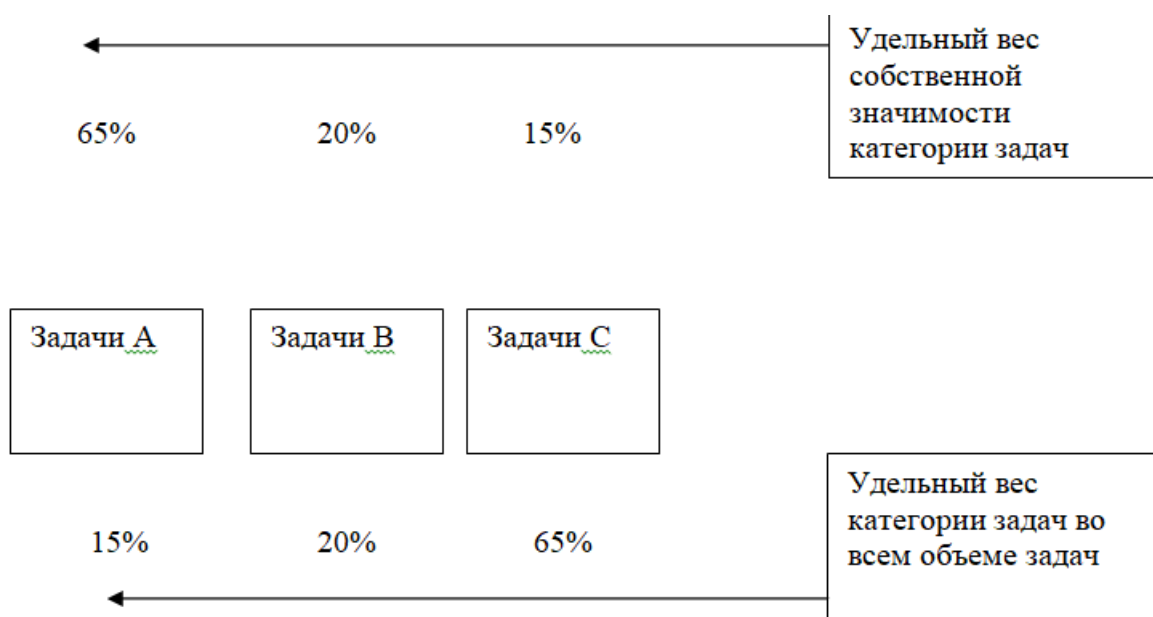 Удельный вес
собственной
значимости
категории задач
65% 20% 15%
Задачи А Задачи В Задачи С
Удельный вес
категории задач во
всем объеме задач
15% 20% 65%